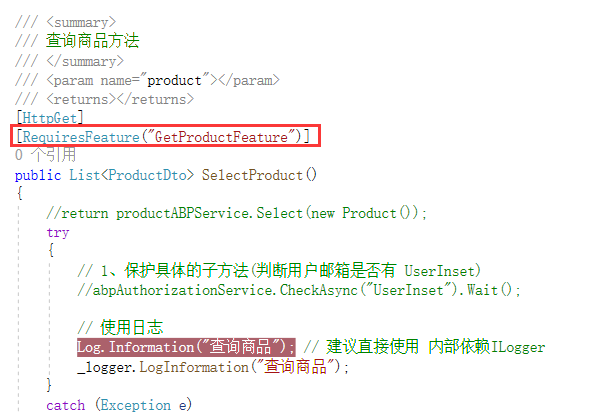 /// <summary>
/// 查询商品方法
/// </summary>
/// <param name="product"></param>
/// <returns></returns>
[HttpGet]
[RequiresFeature("GetProductFeature")]
0 个引用
public List<ProductDto> SelectProduct()
{
//return productABPService.Select(new Product());
try
{
// 1、保护具体的子方法(判断用户邮箱是否有 UserInset)
//abpAuthorizationService.CheckAsync("UserInset").Wait();
// 使用日志
Log.Information("查询商品"); // 建议直接使用 内部依赖ILogger
_logger.LogInformation("查询商品");
}
catch (Exception e)